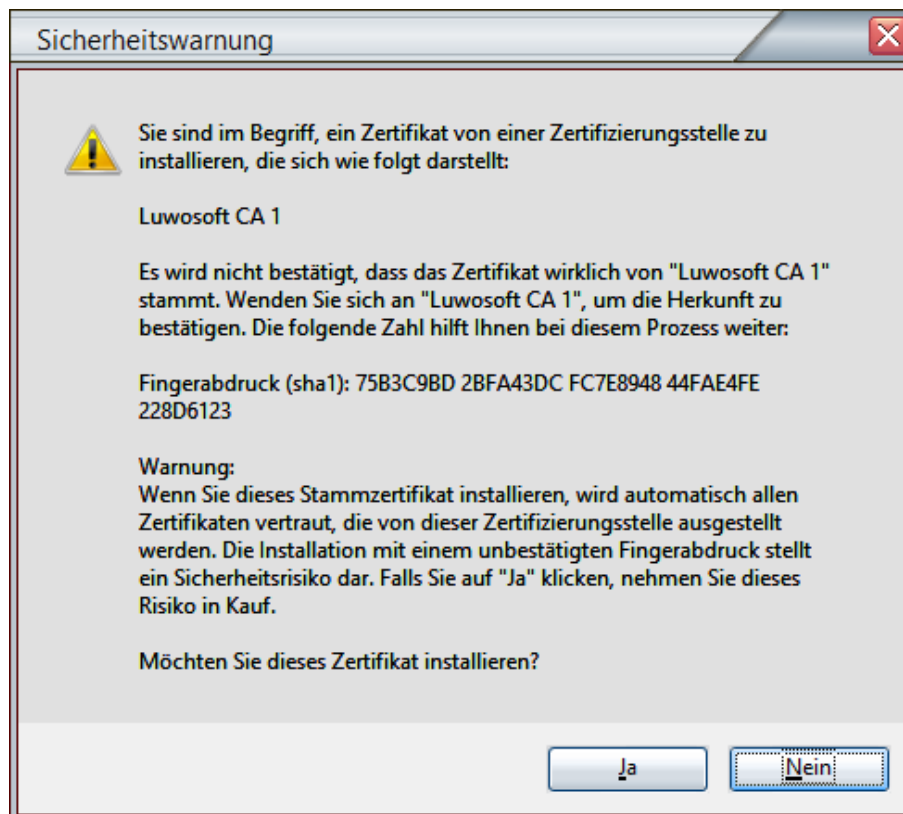 Sicherheitswarnung
Sie sind im Begriff, ein Zertifikat von einer Zertifizierungsstelle zu
installieren, die sich wie folgt darstellt:
Luwosoft CA 1
Es wird nicht bestätigt, dass das Zertifikat wirklich von "Luwosoft CA 1"
stammt. Wenden Sie sich an "Luwosoft CA 1", um die Herkunft zu
bestätigen. Die folgende Zahl hilft Ihnen bei diesem Prozess weiter:
Fingerabdruck (sha1): 75B3C9BD 2BFA43DC FC7E8948 44FAE4FE
228D6123
Warnung:
Wenn Sie dieses Stammzertifikat installieren, wird automatisch allen
Zertifikaten vertraut, die von dieser Zertifizierungsstelle ausgestellt
werden. Die Installation mit einem unbestätigten Fingerabdruck stellt
ein Sicherheitsrisiko dar. Falls Sie auf "Ja" klicken, nehmen Sie dieses
Risiko in Kauf.
Möchten Sie dieses Zertifikat installieren?
Ja Nein